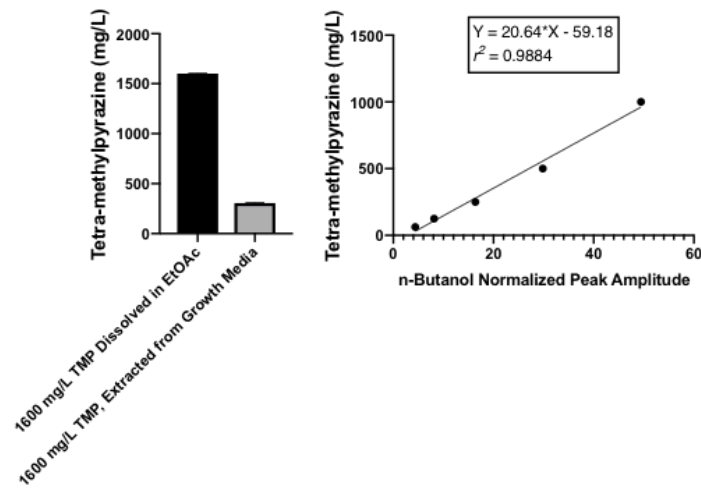 Tetra-methylpyrazine (mg/L)
2000
1500
1000
500
0
1600 mg/L TMP Dissolved in EtOAc
1600 mg/L TMP, Extracted from Growth Media
Tetra-methylpyrazine (mg/L)
1500
1000
500
0
Y = 20.64*X - 59.18
r² = 0.9884
0 20 40 60
n-Butanol Normalized Peak Amplitude